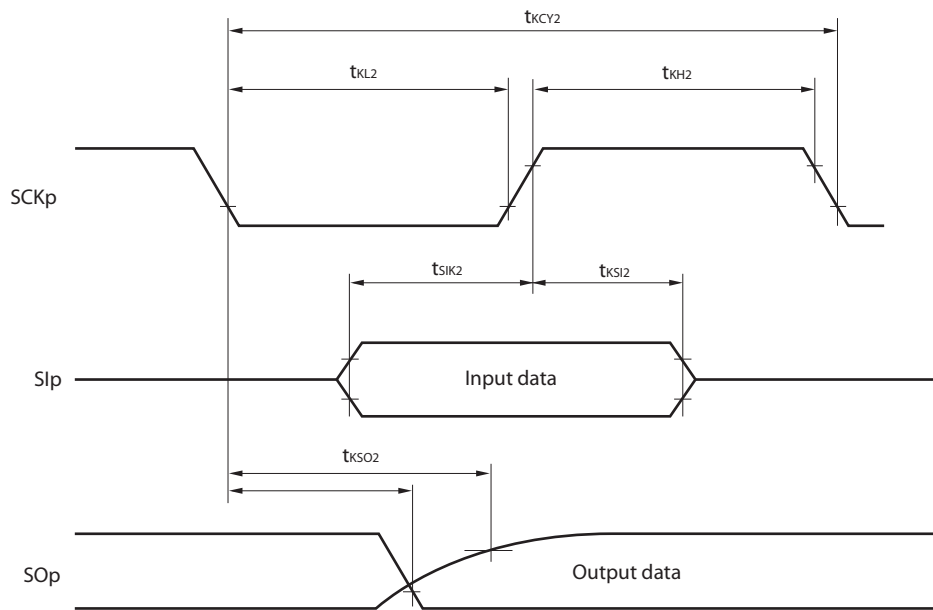 tKCY2
tKL2
tKH2
SCKp
tSIK2
tKSI2
SIp
Input data
tKSO2
SOp
Output data